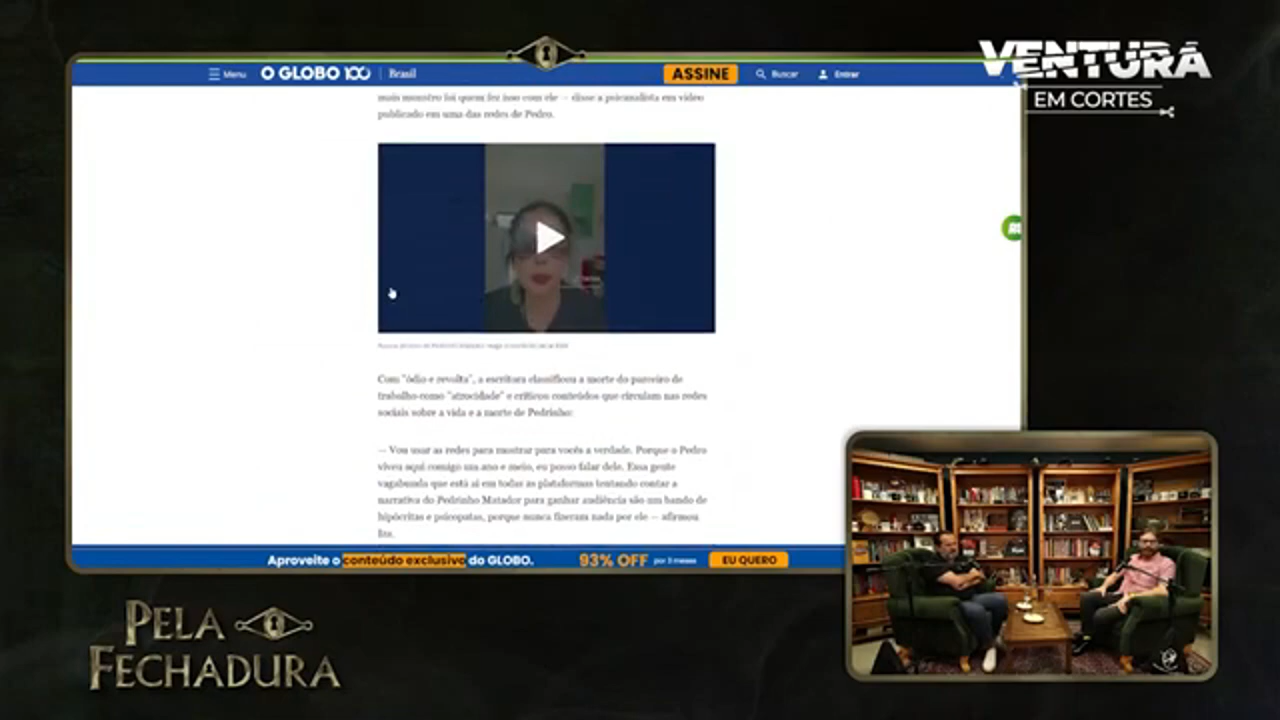 VENTURA
EM CORTES
Menu
O GLOBO 100
Brasil
ASSINE
Buscar
Entrar
mais monstro foi quem fez isso com ele — disse a psicanalista em vídeo
publicado em uma das redes de Pedro.
Com "ódio e revolta", a escritora classificou a morte do parceiro de
trabalho como "atrocidade" e criticou conteúdos que circulam nas redes
sociais sobre a vida e a morte de Pedrinho:
— Vou usar as redes para mostrar para vocês a verdade. Porque o Pedro
viveu aqui comigo um ano e meio, eu posso falar dele. Essa gente
vagabunda que está aí em todas as plataformas tentando contar a
narrativa do Pedrinho Matador para ganhar audiência são um bando de
hipócritas e psicopatas, porque nunca fizeram nada por ele — afirmou
Aproveite o conteúdo exclusivo do GLOBO.
93% OFF
por 3 meses
EU QUERO
PELA
FECHADURA